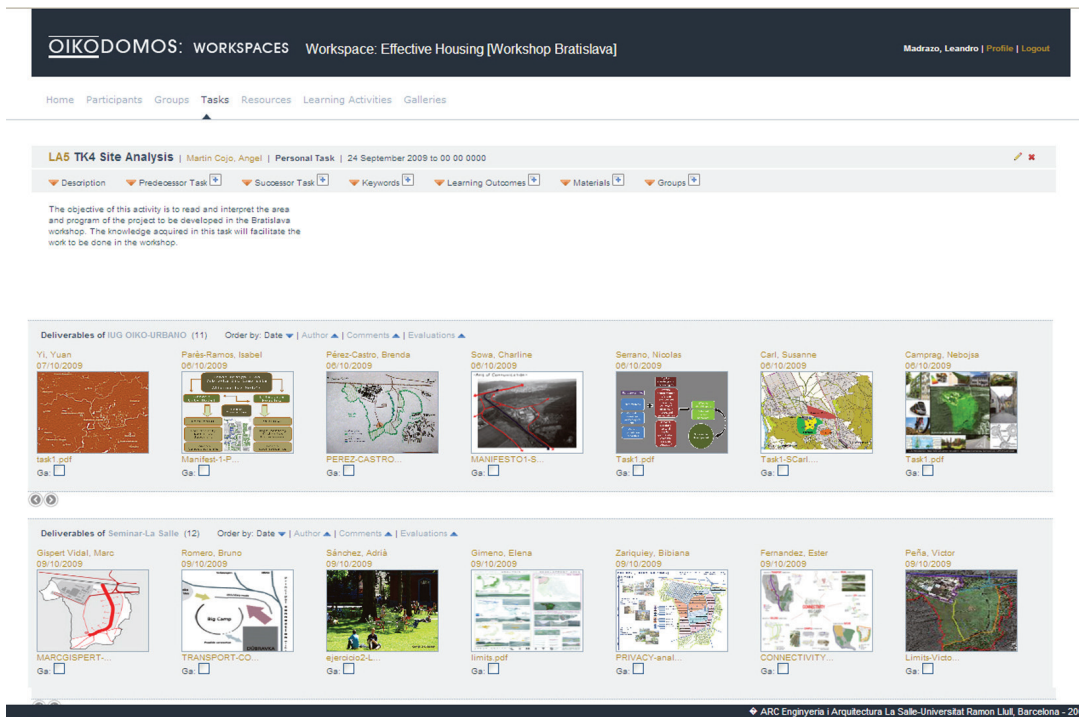 OIKODOMOS: WORKSPACES Workspace: Effective Housing [Workshop Bratislava]
Madrazo, Leandro | Profile | Logout
Home Participants Groups Tasks Resources Learning Activities Galleries
LA5 TK4 Site Analysis | Martin Cojo, Angel | Personal Task | 24 September 2009 to 00 00 0000
Description Predecessor Task Successor Task Keywords Learning Outcomes Materials Groups
The objective of this activity is to read and interpret the area
and program of the project to be developed in the Bratislava
workshop. The knowledge acquired in this task will facilitate the
work to be done in the workshop.
Deliverables of IUG OIKO-URBANO (11) Order by: Date | Author | Comments | Evaluations
Yi, Yuan Parés-Ramos, Isabel Pérez-Castro, Brenda Sowa, Charline Serrano, Nicolas Carl, Susanne Camprag, Nebojsa
07/10/2009 06/10/2009 06/10/2009 06/10/2009 06/10/2009 06/10/2009 06/10/2009
task1.pdf Manifest-1-P... PEREZ-CASTRO... MANIFESTO1-S... Task1.pdf Task1-SCarl.... Task1.pdf
Ga: Ga: Ga: Ga: Ga: Ga: Ga:
Deliverables of Seminar-La Salle (12) Order by: Date | Author | Comments | Evaluations
Gispert Vidal, Marc Romero, Bruno Sánchez, Adrià Gimeno, Elena Zariquiey, Bibiana Fernandez, Ester Peña, Victor
09/10/2009 09/10/2009 09/10/2009 09/10/2009 09/10/2009 09/10/2009 09/10/2009
Big Camp
DUBRAVKA
CONNECTIVITY
MARCGISPERT-... TRANSPORT-CO... ejercicio2-L... limits.pdf PRIVACY-anal... CONNECTIVITY... Limits-Victo...
Ga: Ga: Ga: Ga: Ga: Ga: Ga:
� ARC Enginyeria i Arquitectura La Salle-Universitat Ramon Llull, Barcelona - 20